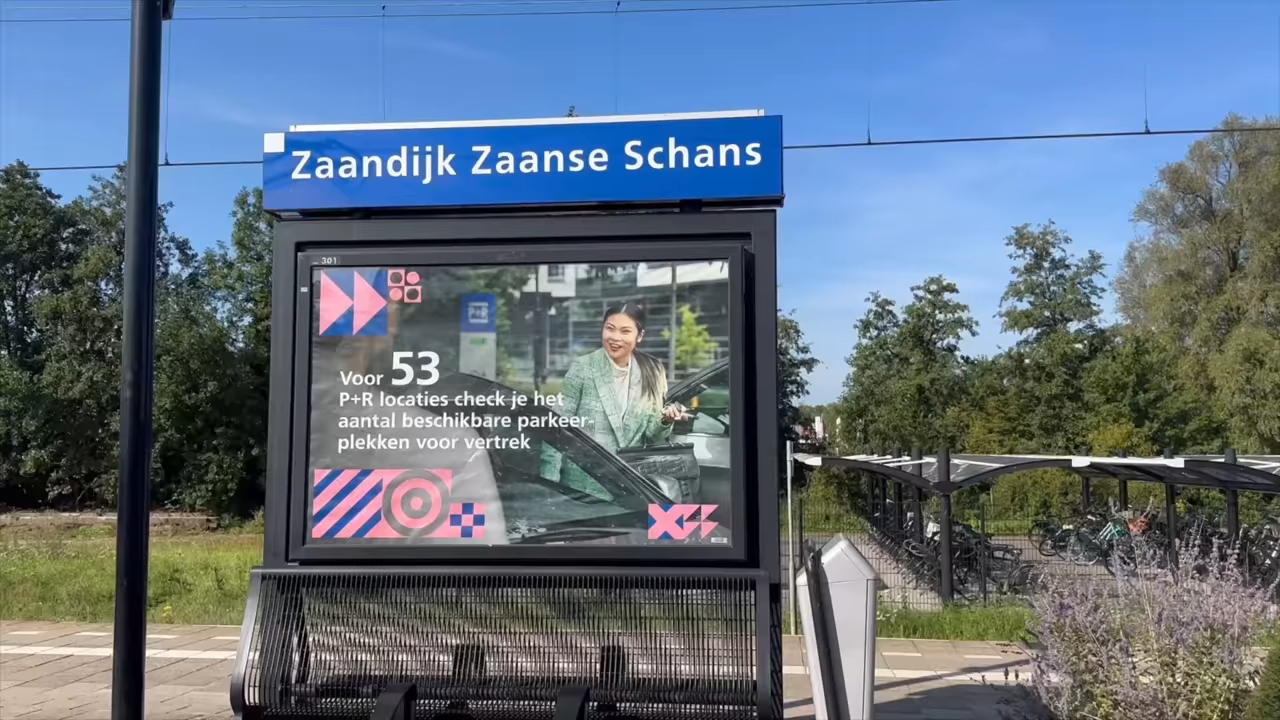 Zaandijk Zaanse Schans
301
P+R
Voor 53
P+R locaties check je het
aantal beschikbare parkeer-
plekken voor vertrek